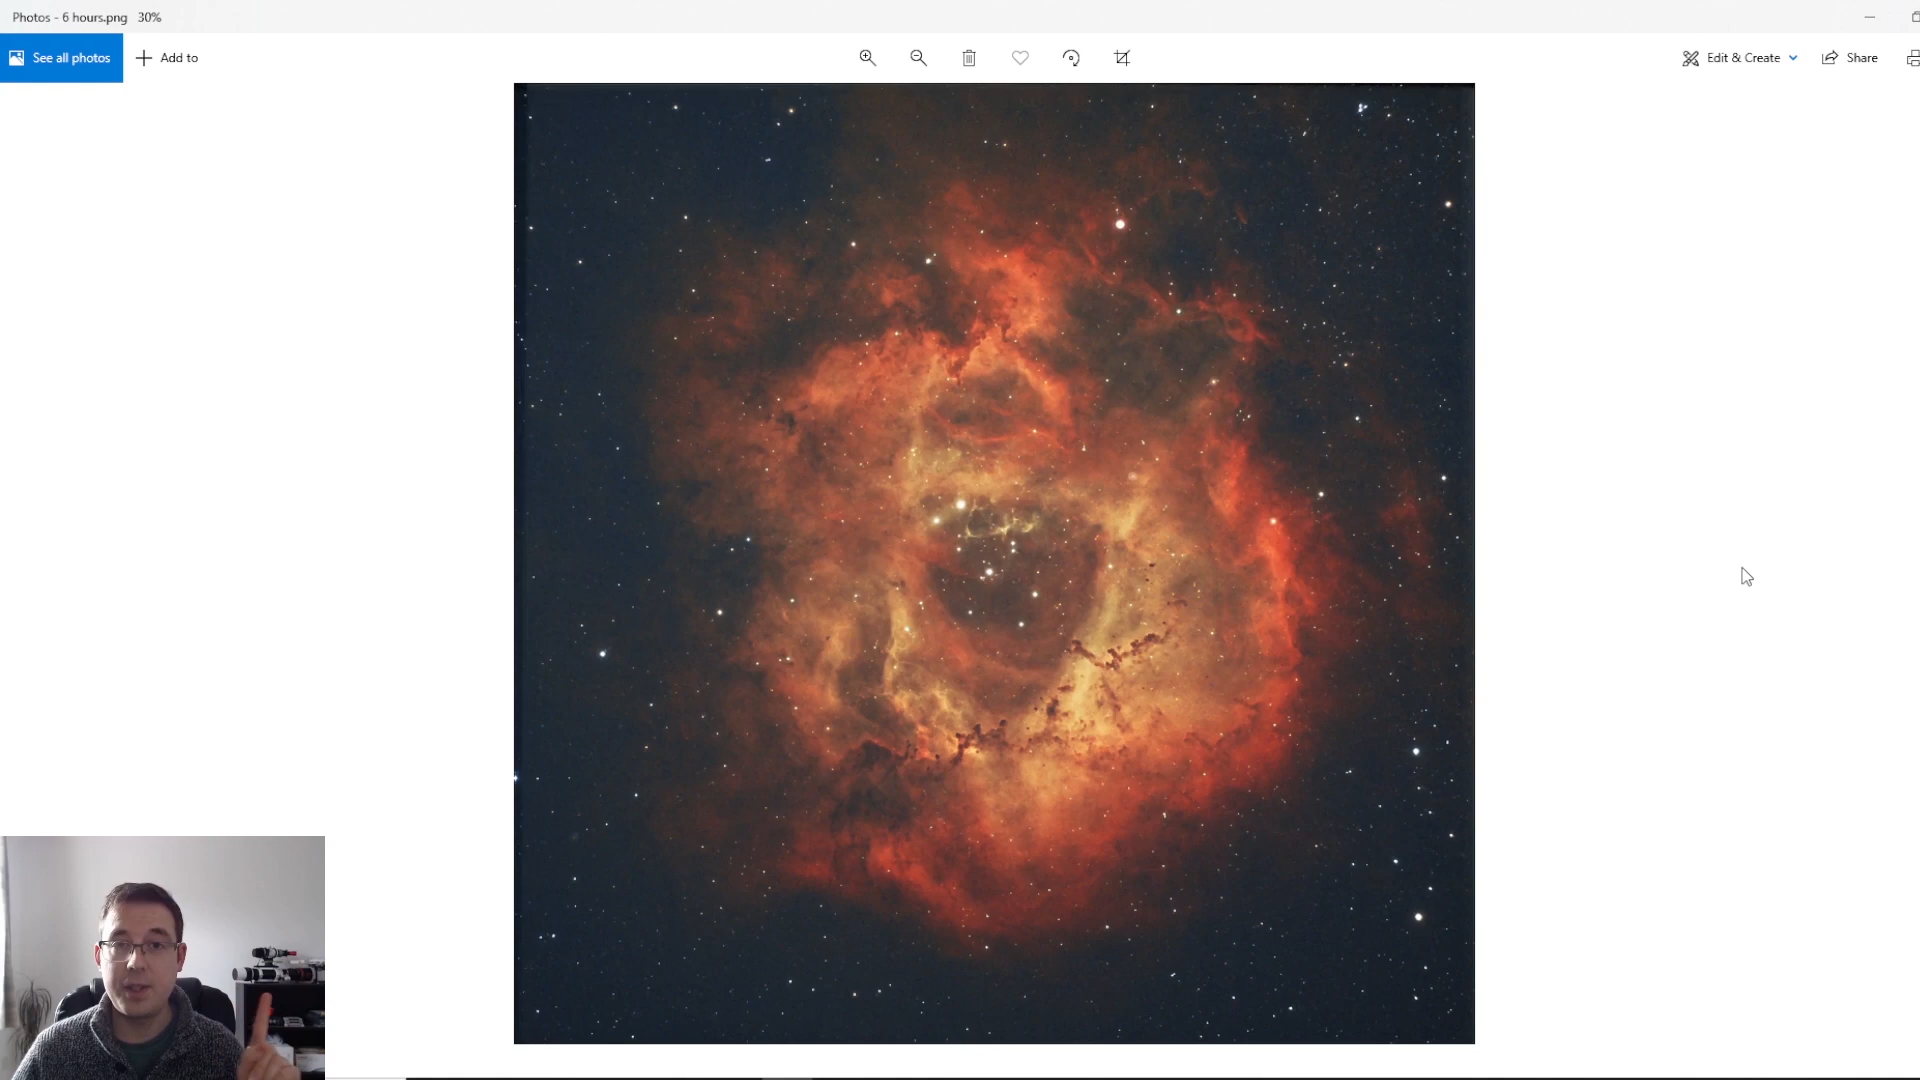 Photos - 6 hours.png 30%
See all photos
Add to
Edit & Create
Share